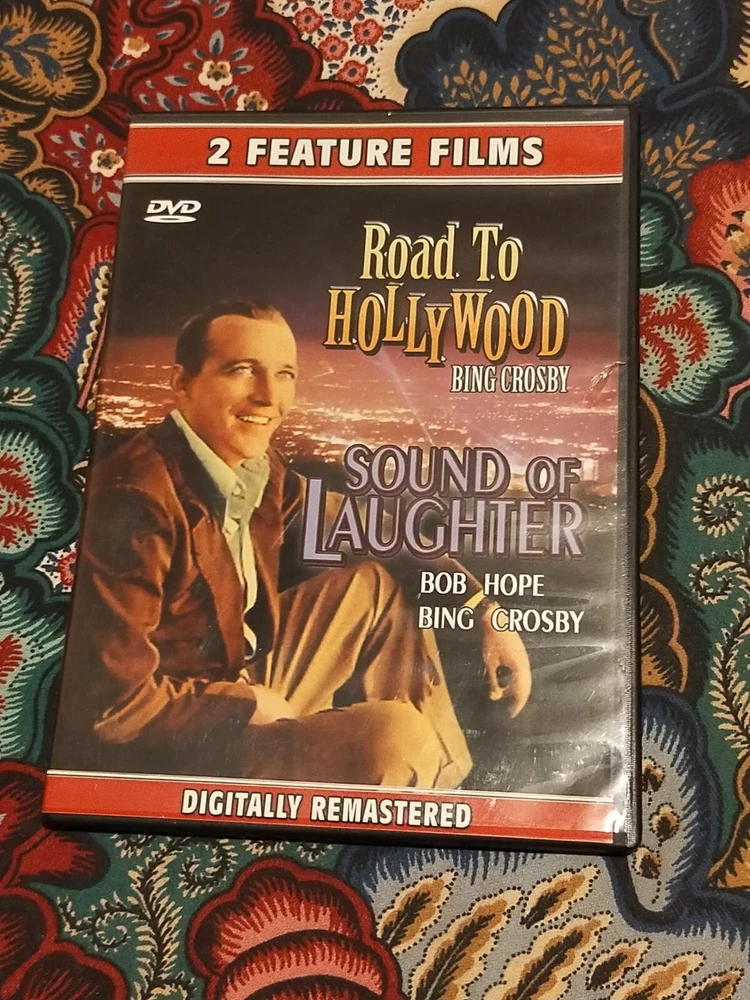 2 FEATURE FILMS
DVD
Road To
HOLLYWOOD
BING CROSBY
SOUND OF
LAUGHTER
BOB HOPE
BING CROSBY
DIGITALLY REMASTERED